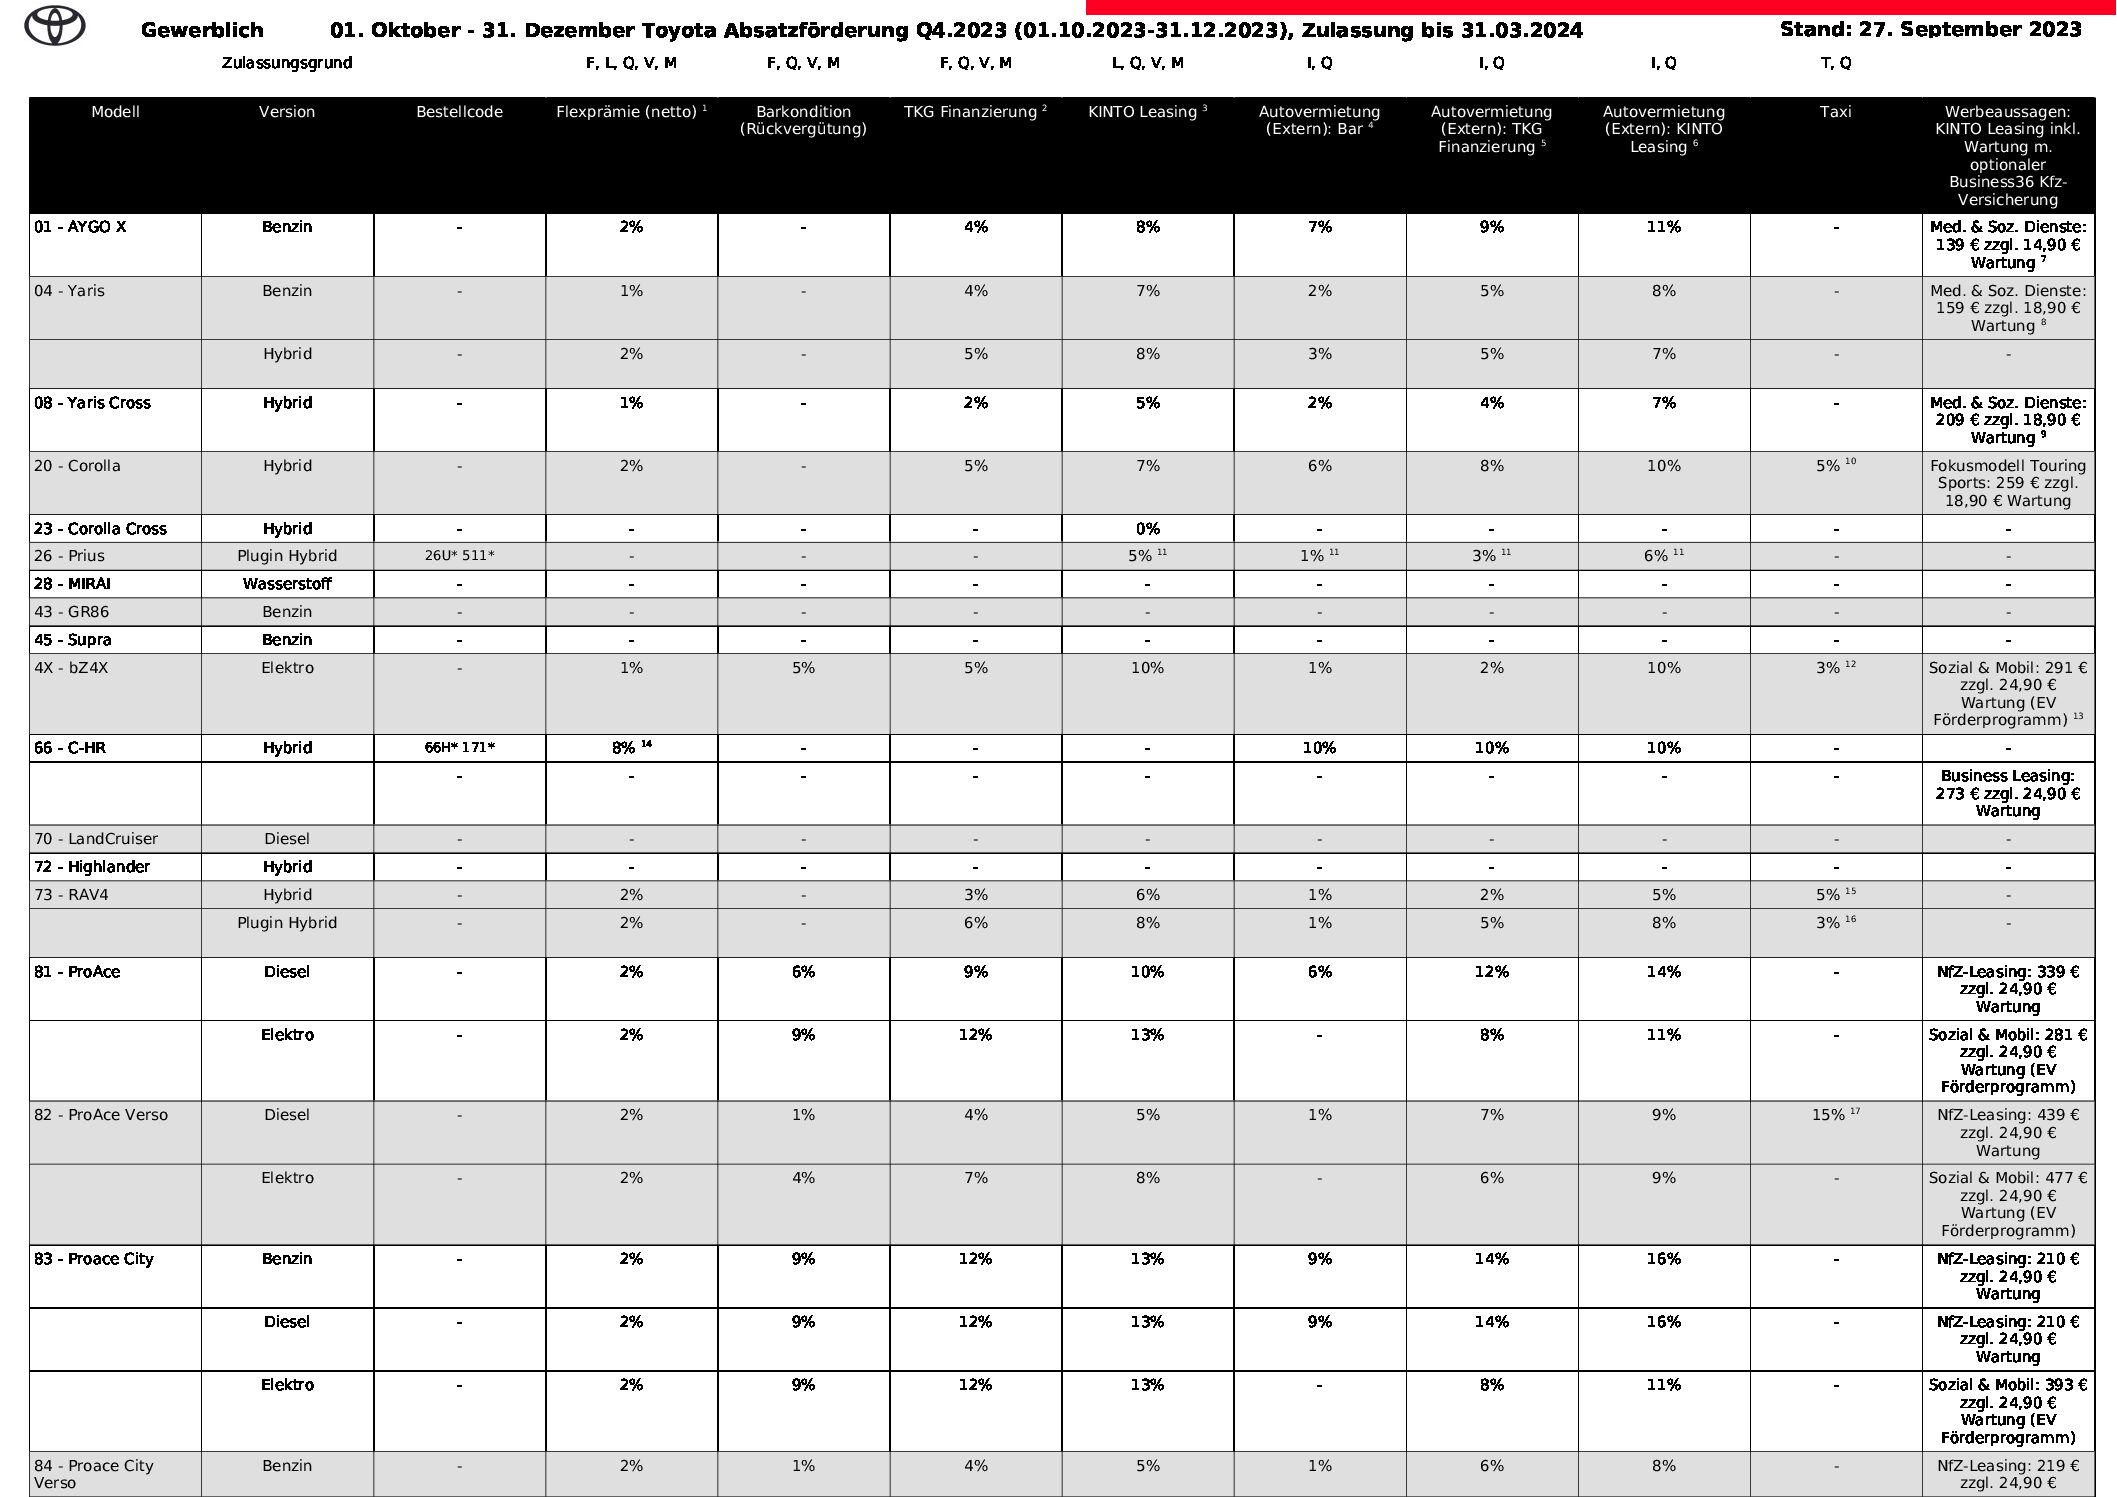 Gewerblich 01. Oktober - 31. Dezember Toyota Absatzförderung Q4.2023 (01.10.2023-31.12.2023), Zulassung bis 31.03.2024 Stand: 27. September 2023
Zulassungsgrund F, L, Q, V, M F, Q, V, M F, Q, V, M L, Q, V, M I, Q I, Q I, Q T, Q
Modell Version Bestellcode Flexprämie (netto) 1 Barkondition TKG Finanzierung 2 KINTO Leasing 3 Autovermietung Autovermietung Autovermietung Taxi Werbeaussagen:
(Rückvergütung) (Extern): Bar 4 (Extern): TKG (Extern): KINTO KINTO Leasing inkl.
Finanzierung 5 Leasing 6 Wartung m.
optionaler
Business36 Kfz-
Versicherung
01 - AYGO X Benzin - 2% - 4% 8% 7% 9% 11% - Med. & Soz. Dienste:
139 € zzgl. 14,90 €
Wartung 7
04 - Yaris Benzin - 1% - 4% 7% 2% 5% 8% - Med. & Soz. Dienste:
159 € zzgl. 18,90 €
Wartung 8
Hybrid - 2% - 5% 8% 3% 5% 7% - -
08 - Yaris Cross Hybrid - 1% - 2% 5% 2% 4% 7% - Med. & Soz. Dienste:
209 € zzgl. 18,90 €
Wartung 9
20 - Corolla Hybrid - 2% - 5% 7% 6% 8% 10% 5% 10 Fokusmodell Touring
Sports: 259 € zzgl.
18,90 € Wartung
23 - Corolla Cross Hybrid - - - - 0% - - - - -
26 - Prius Plugin Hybrid 26U* 511* - - - 5% 11 1% 11 3% 11 6% 11 - -
28 - MIRAI Wasserstoff - - - - - - - - - -
43 - GR86 Benzin - - - - - - - - - -
45 - Supra Benzin - - - - - - - - - -
4X - bZ4X Elektro - 1% 5% 5% 10% 1% 2% 10% 3% 12 Sozial & Mobil: 291 €
zzgl. 24,90 €
Wartung (EV
Förderprogramm) 13
66 - C-HR Hybrid 66H* 171* 8% 14 - - - 10% 10% 10% - -
- - - - - - - - - Business Leasing:
273 € zzgl. 24,90 €
Wartung
70 - LandCruiser Diesel - - - - - - - - - -
72 - Highlander Hybrid - - - - - - - - - -
73 - RAV4 Hybrid - 2% - 3% 6% 1% 2% 5% 5% 15 -
Plugin Hybrid - 2% - 6% 8% 1% 5% 8% 3% 16 -
81 - ProAce Diesel - 2% 6% 9% 10% 6% 12% 14% - NfZ-Leasing: 339 €
zzgl. 24,90 €
Wartung
Elektro - 2% 9% 12% 13% - 8% 11% - Sozial & Mobil: 281 €
zzgl. 24,90 €
Wartung (EV
Förderprogramm)
82 - ProAce Verso Diesel - 2% 1% 4% 5% 1% 7% 9% 15% 17 NfZ-Leasing: 439 €
zzgl. 24,90 €
Wartung
Elektro - 2% 4% 7% 8% - 6% 9% - Sozial & Mobil: 477 €
zzgl. 24,90 €
Wartung (EV
Förderprogramm)
83 - Proace City Benzin - 2% 9% 12% 13% 9% 14% 16% - NfZ-Leasing: 210 €
zzgl. 24,90 €
Wartung
Diesel - 2% 9% 12% 13% 9% 14% 16% - NfZ-Leasing: 210 €
zzgl. 24,90 €
Wartung
Elektro - 2% 9% 12% 13% - 8% 11% - Sozial & Mobil: 393 €
zzgl. 24,90 €
Wartung (EV
Förderprogramm)
84 - Proace City Benzin - 2% 1% 4% 5% 1% 6% 8% - NfZ-Leasing: 219 €
Verso zzgl. 24,90 €